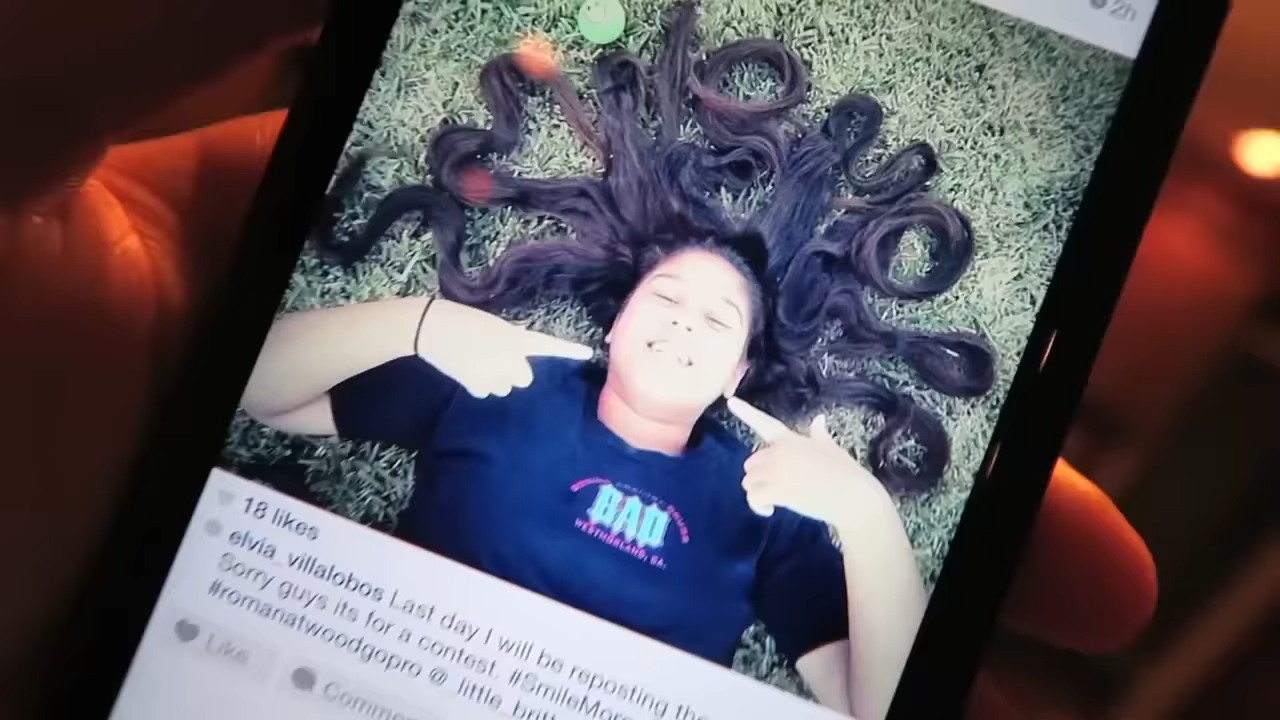 2h
BAD
WESTMORLAND, CA.
18 likes
elvia_villalobos Last day I will be reposting the
Sorry guys its for a contest. #SmileMore
#romanatwoodgopro @_little_britt
Like
Comment